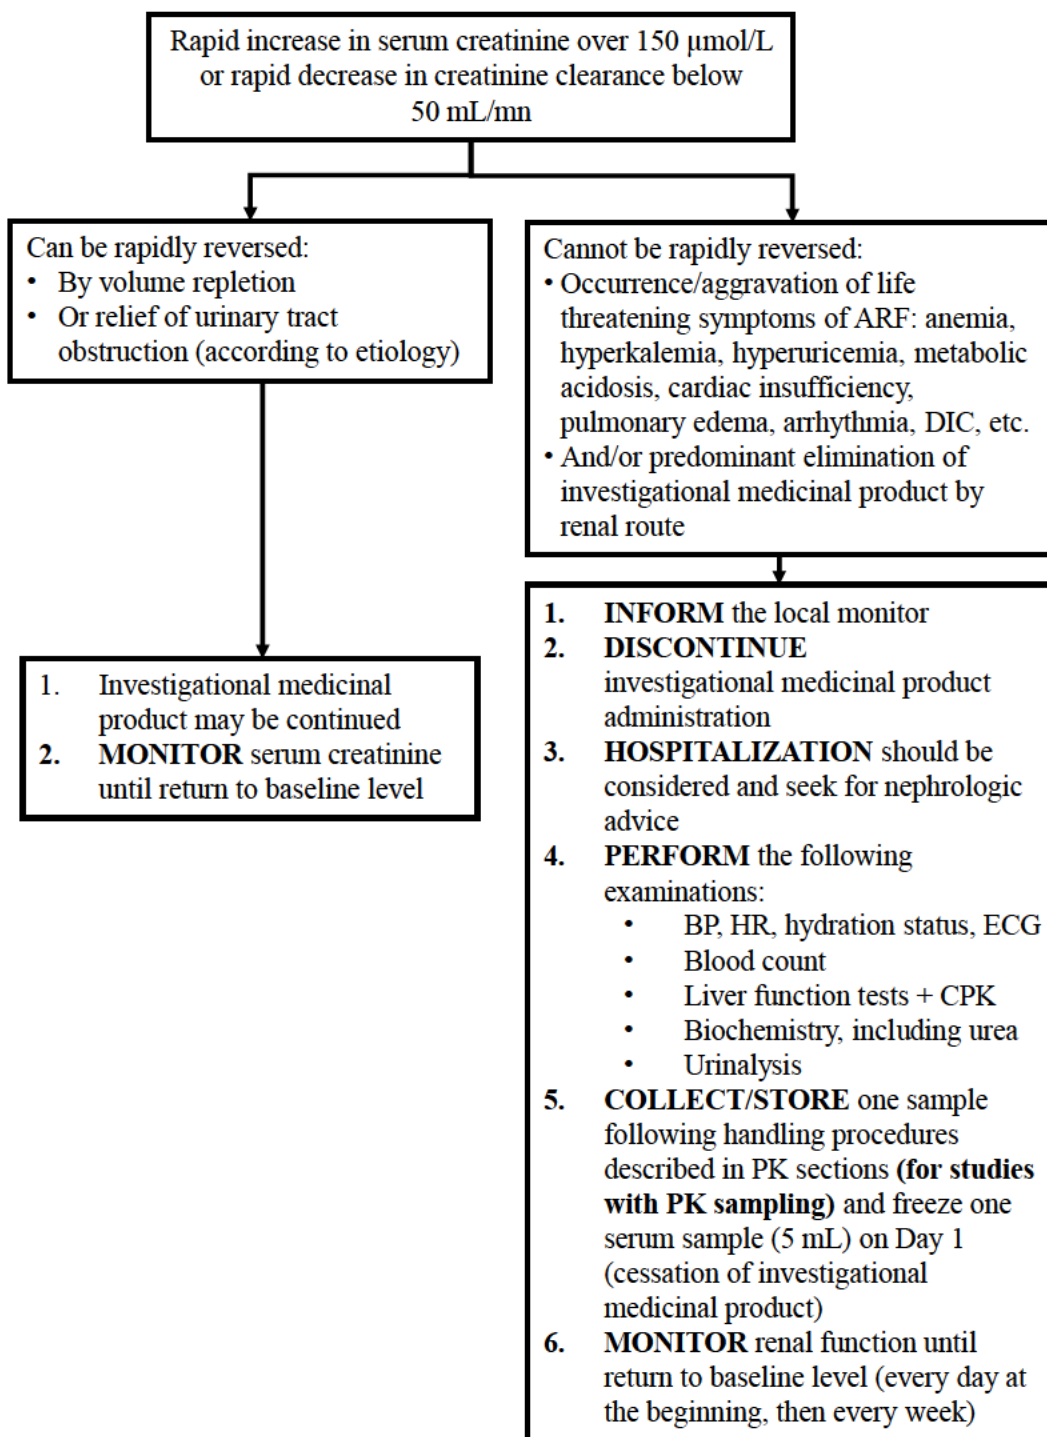 Rapid increase in serum creatinine over 150 µmol/L
or rapid decrease in creatinine clearance below
50 mL/mn
Can be rapidly reversed:
• By volume repletion
• Or relief of urinary tract
obstruction (according to etiology)
Cannot be rapidly reversed:
• Occurrence/aggravation of life
threatening symptoms of ARF: anemia,
hyperkalemia, hyperuricemia, metabolic
acidosis, cardiac insufficiency,
pulmonary edema, arrhythmia, DIC, etc.
• And/or predominant elimination of
investigational medicinal product by
renal route
1. Investigational medicinal
product may be continued
2. MONITOR serum creatinine
until return to baseline level
1. INFORM the local monitor
2. DISCONTINUE
investigational medicinal product
administration
3. HOSPITALIZATION should be
considered and seek for nephrologic
advice
4. PERFORM the following
examinations:
• BP, HR, hydration status, ECG
• Blood count
• Liver function tests + CPK
• Biochemistry, including urea
• Urinalysis
5. COLLECT/STORE one sample
following handling procedures
described in PK sections (for studies
with PK sampling) and freeze one
serum sample (5 mL) on Day 1
(cessation of investigational
medicinal product)
6. MONITOR renal function until
return to baseline level (every day at
the beginning, then every week)